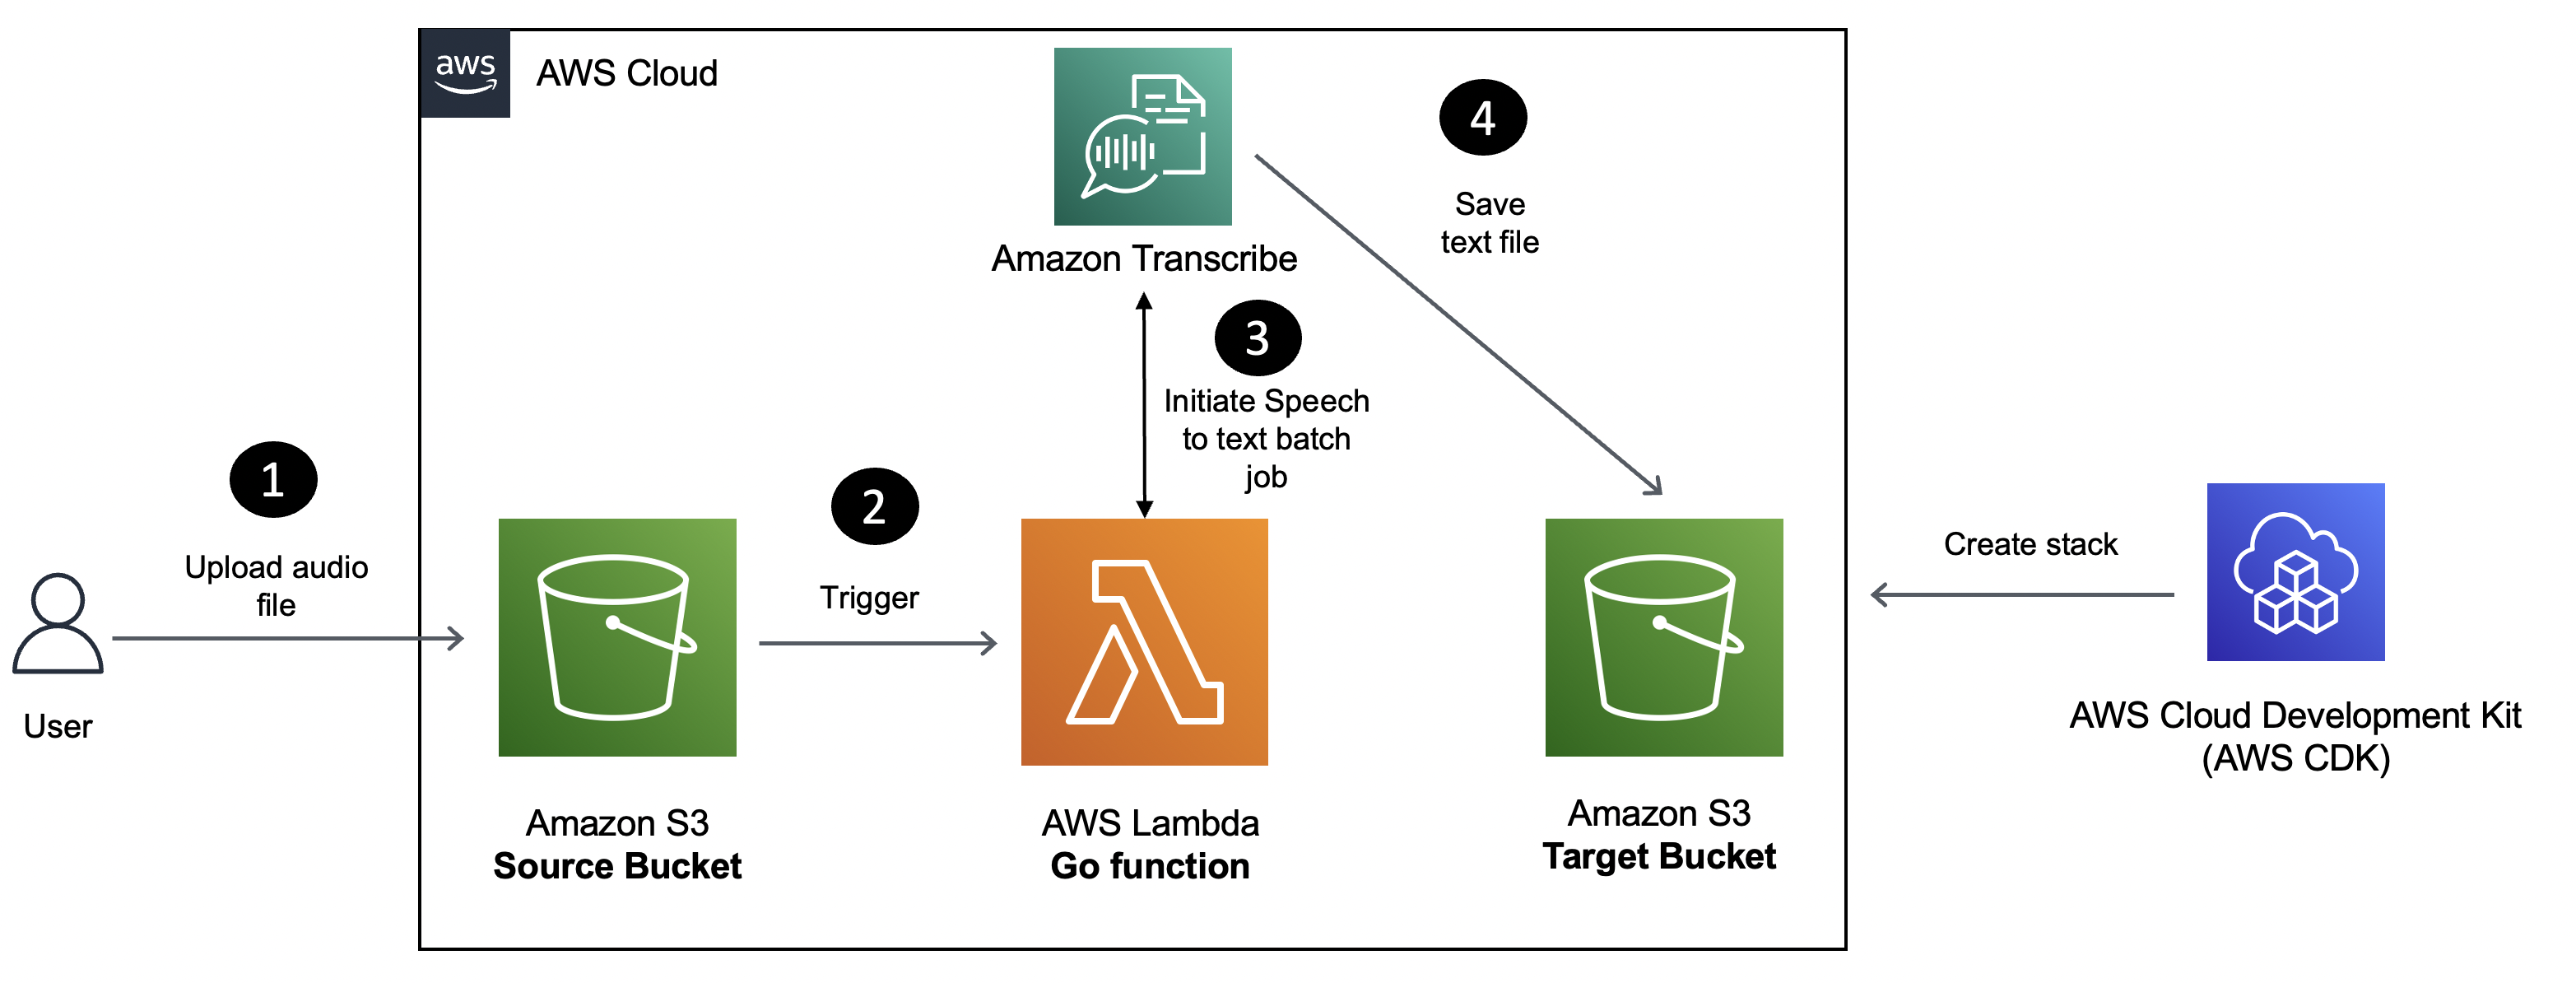 aws
AWS Cloud
Amazon Transcribe
4
Save
text file
3
Initiate Speech
to text batch
job
1
Upload audio
file
User
2
Trigger
Amazon S3
Source Bucket
AWS Lambda
Go function
Amazon S3
Target Bucket
Create stack
AWS Cloud Development Kit
(AWS CDK)